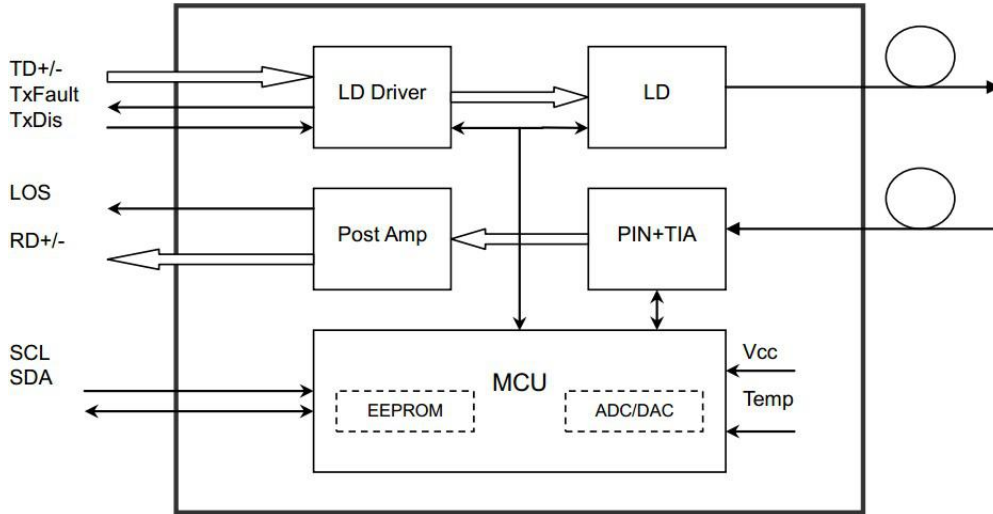 TD+/-
TxFault
TxDis
LD Driver
LD
LOS
RD+/-
Post Amp
PIN+TIA
SCL
SDA
MCU
EEPROM
ADC/DAC
Vcc
Temp